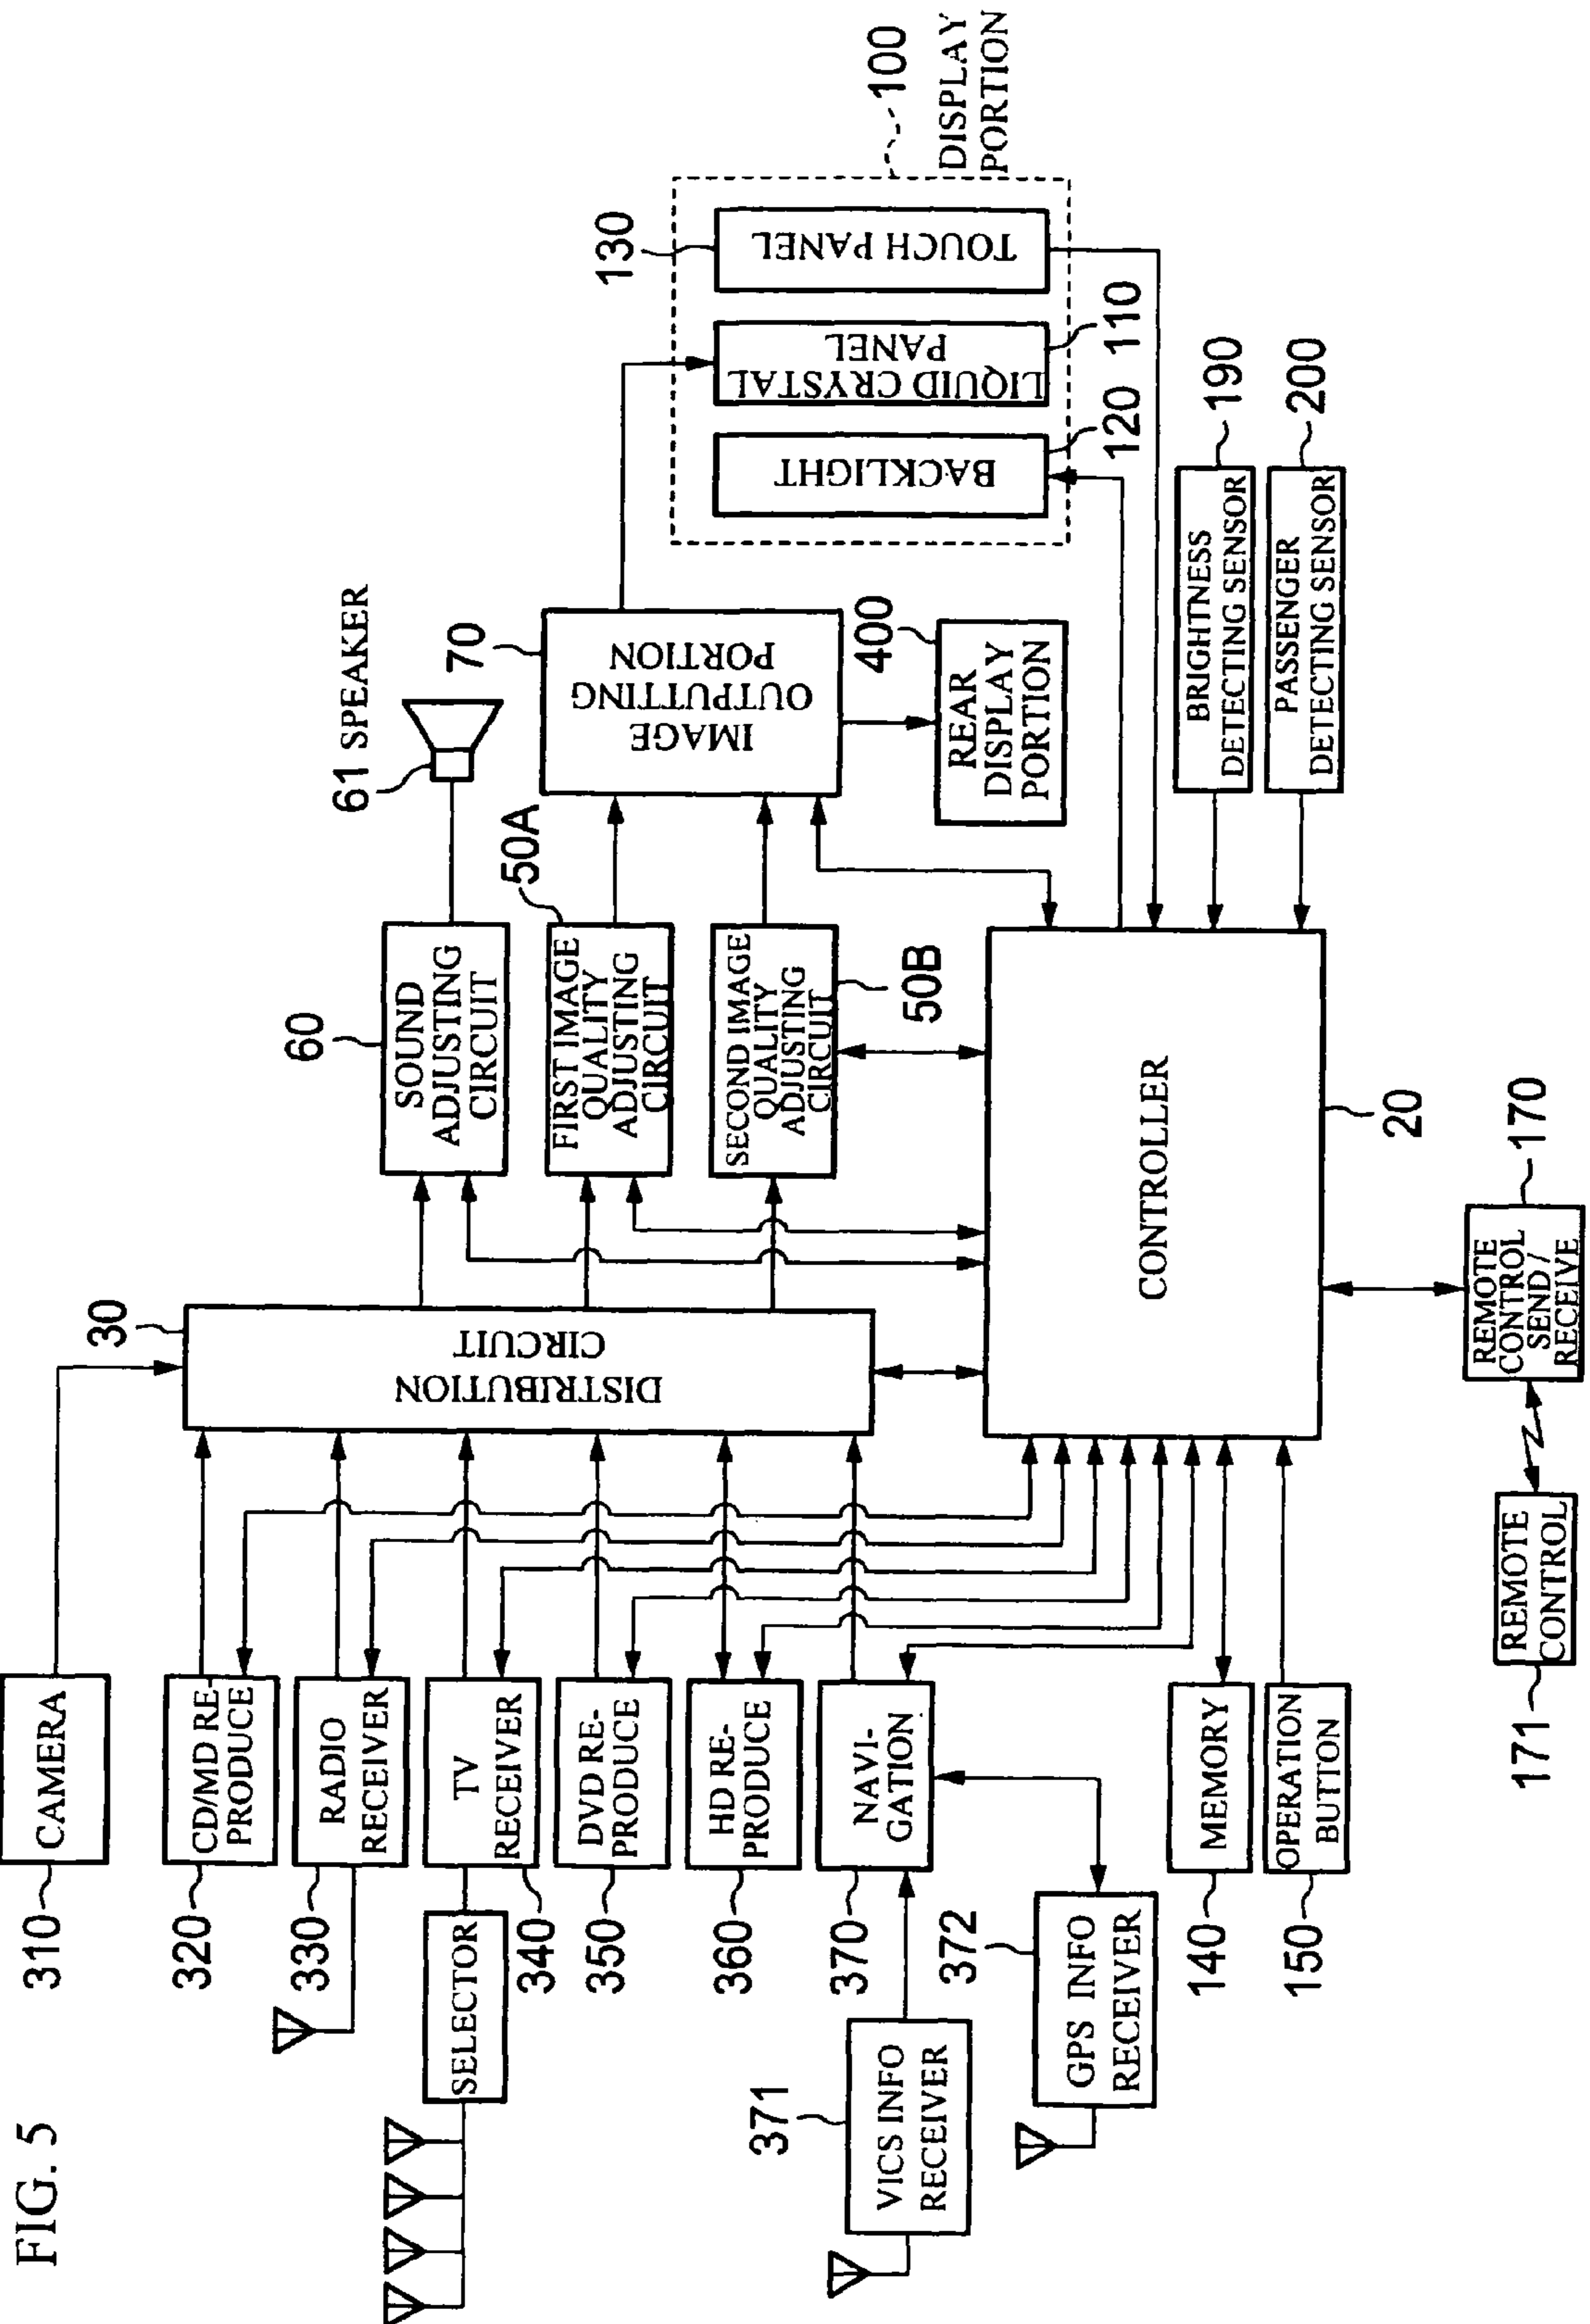 FIG. 5
310
CAMERA
320
CD/MD RE-
PRODUCE
330
RADIO
RECEIVER
SELECTOR
340
TV
RECEIVER
350
DVD RE-
PRODUCE
360
HD RE-
PRODUCE
370
NAVI-
GATION
371
VICS INFO
RECEIVER
372
GPS INFO
RECEIVER
140
MEMORY
150
OPERATION
BUTTON
30
DISTRIBUTION
CIRCUIT
60
SOUND
ADJUSTING
CIRCUIT
61 SPEAKER
50A
FIRST IMAGE
QUALITY
ADJUSTING
CIRCUIT
50B
SECOND IMAGE
QUALITY
ADJUSTING
CIRCUIT
70
IMAGE
OUTPUTTING
PORTION
400
REAR
DISPLAY
PORTION
CONTROLLER
20
171
REMOTE
CONTROL
170
REMOTE
CONTROL
SEND /
RECEIVE
100
DISPLAY
PORTION
130
TOUCH PANEL
110
LIQUID CRYSTAL
PANEL
120
BACKLIGHT
190
BRIGHTNESS
DETECTING SENSOR
200
PASSENGER
DETECTING SENSOR